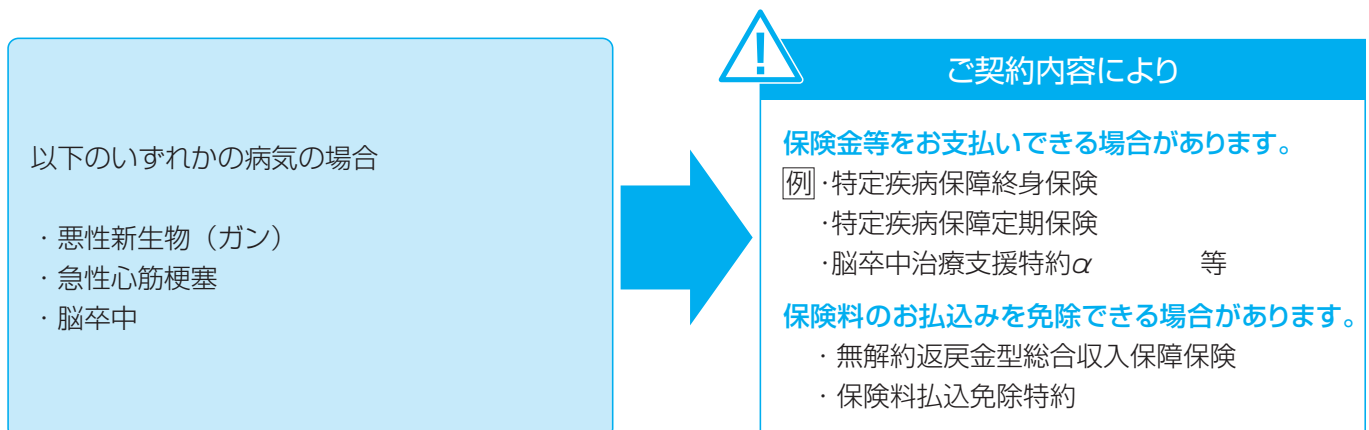 以下のいずれかの病気の場合
・悪性新生物（ガン）
・急性心筋梗塞
・脳卒中
!
ご契約内容により
保険金等をお支払いできる場合があります。
例・特定疾病保障終身保険
・特定疾病保障定期保険
・脳卒中治療支援特約α 等
保険料のお払込みを免除できる場合があります。
・無解約返戻金型総合収入保障保険
・保険料払込免除特約